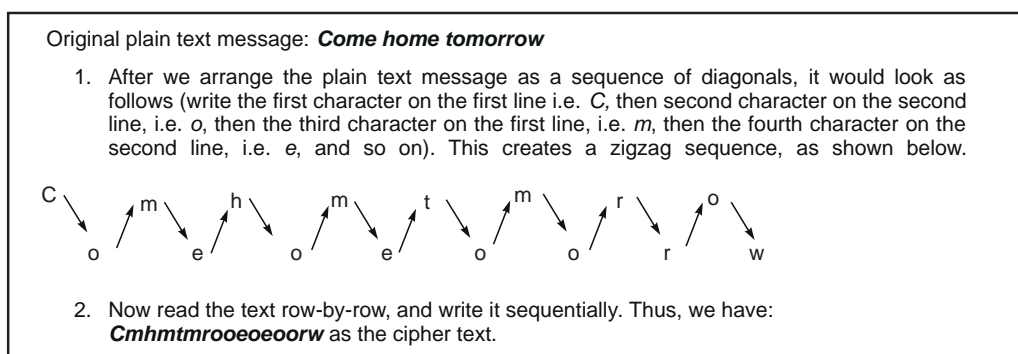 Original plain text message: Come home tomorrow
1. After we arrange the plain text message as a sequence of diagonals, it would look as
follows (write the first character on the first line i.e. C, then second character on the second
line, i.e. o, then the third character on the first line, i.e. m, then the fourth character on the
second line, i.e. e, and so on). This creates a zigzag sequence, as shown below.
C m h m t m r o
o e o e o o r w
2. Now read the text row-by-row, and write it sequentially. Thus, we have:
Cmhmtmrooeoeoorw as the cipher text.